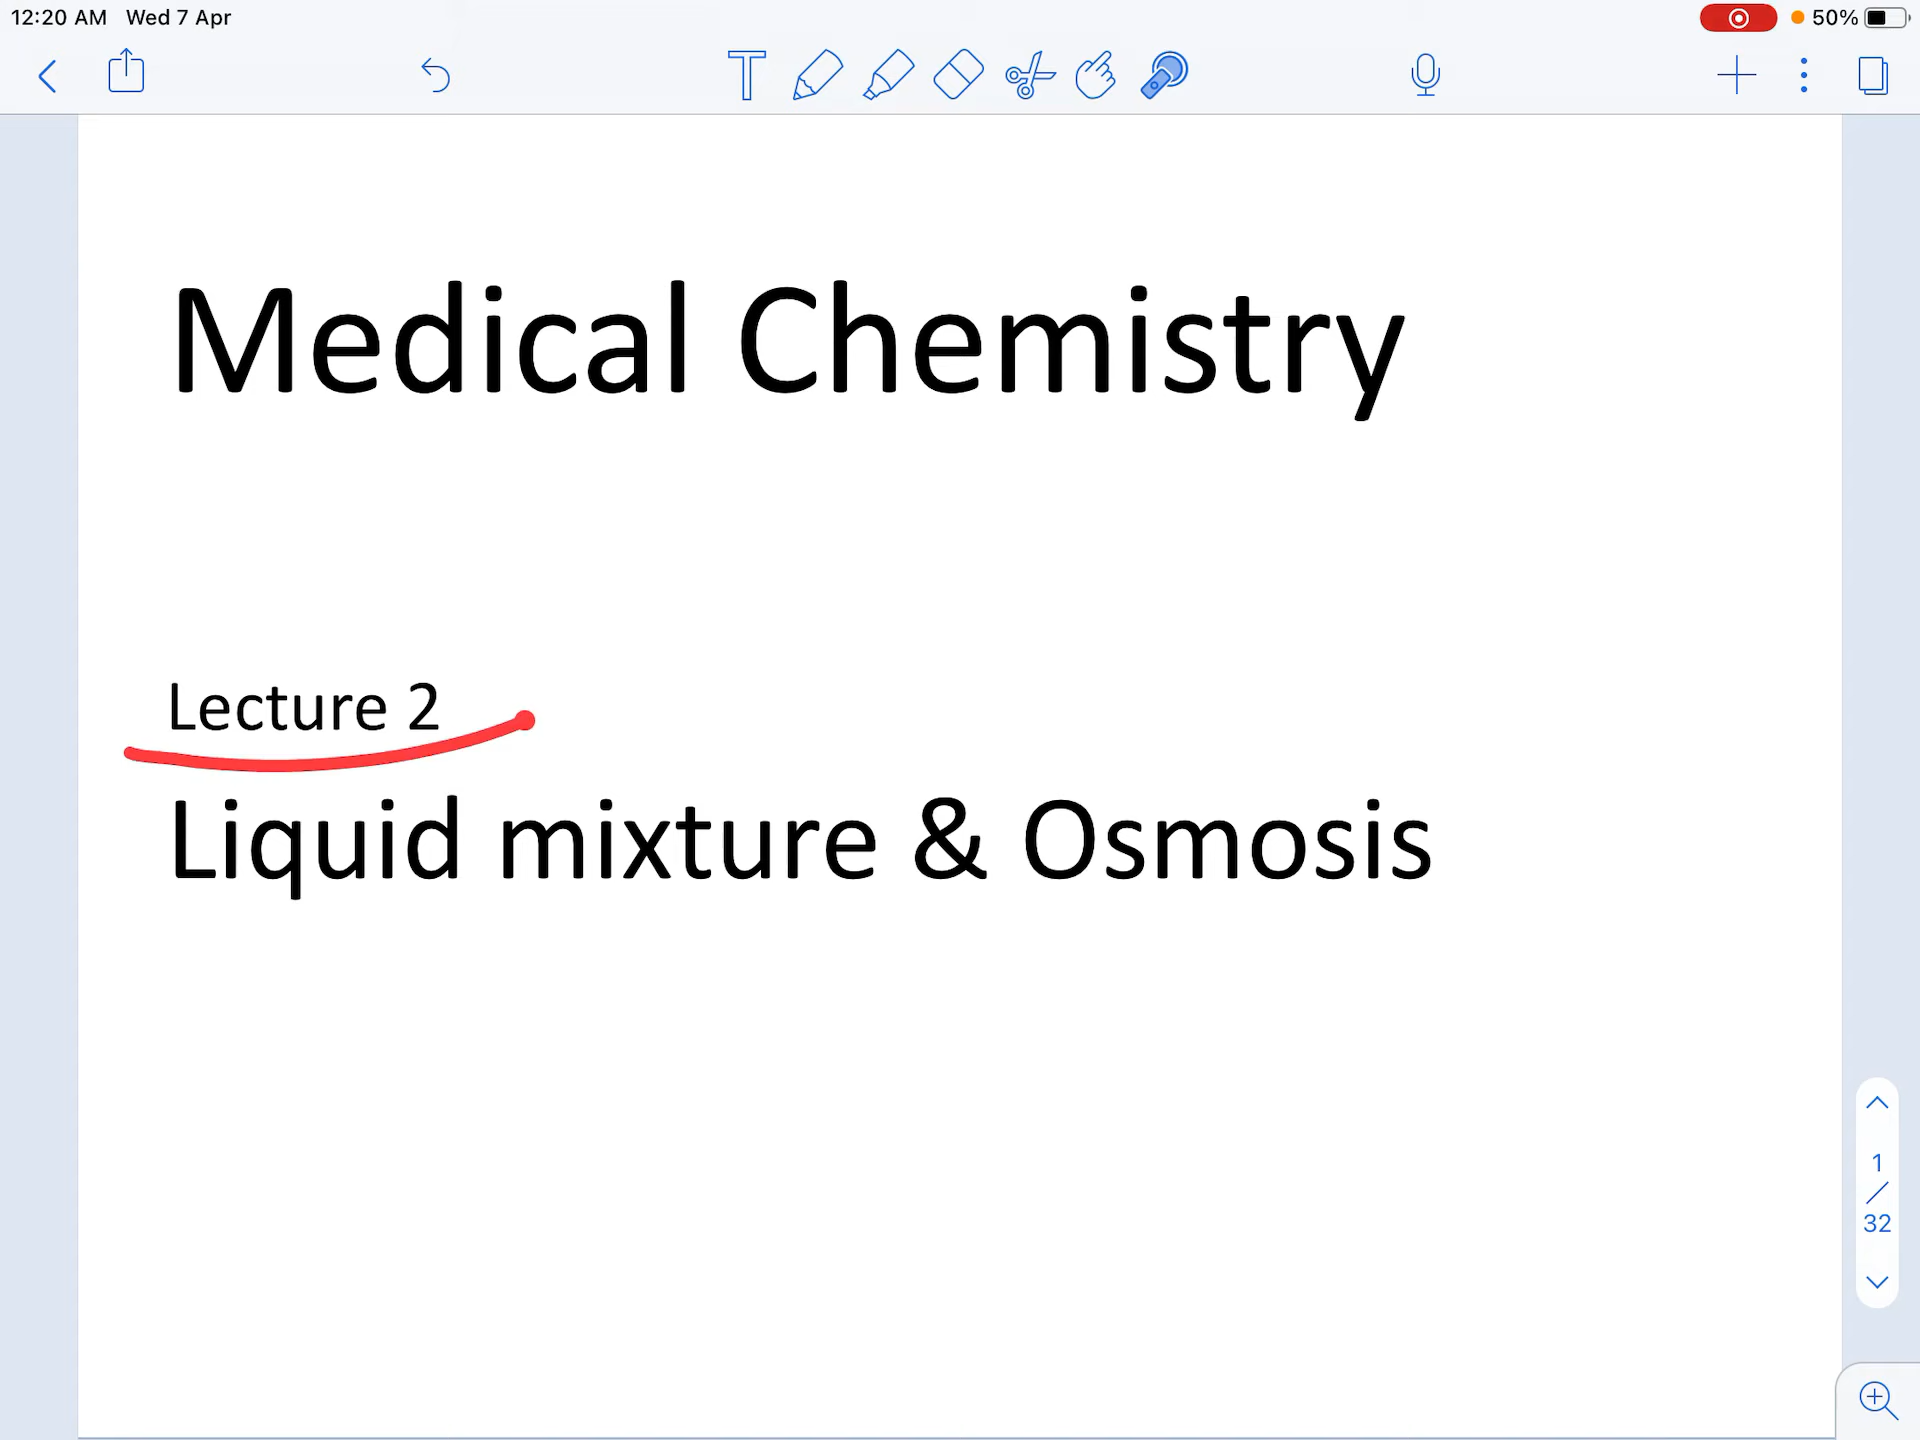 12:20 AM Wed 7 Apr
50%
T
Medical Chemistry
Lecture 2
Liquid mixture & Osmosis
1
/
32